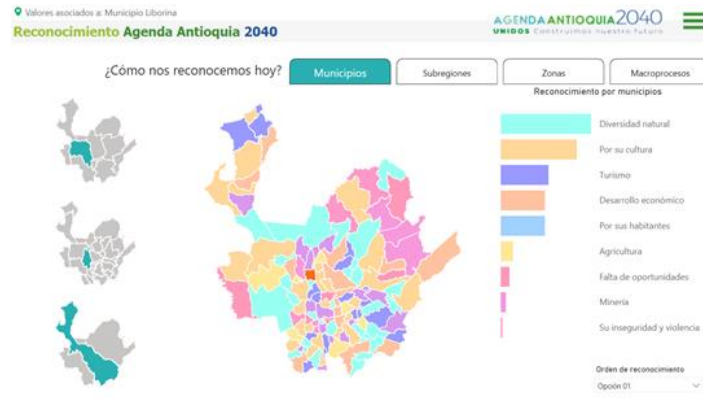 Valores asociados a: Municipio Liborina
Reconocimiento Agenda Antioquia 2040
AGENDA ANTIOQUIA 2040
UNIDOS Construimos nuestro futuro
¿Cómo nos reconocemos hoy?
Municipios
Subregiones
Zonas
Macroprocesos
Reconocimiento por municipios
Diversidad natural
Por su cultura
Turismo
Desarrollo económico
Por sus habitantes
Agricultura
Falta de oportunidades
Minería
Su inseguridad y violencia
Orden de reconocimiento
Opción 01